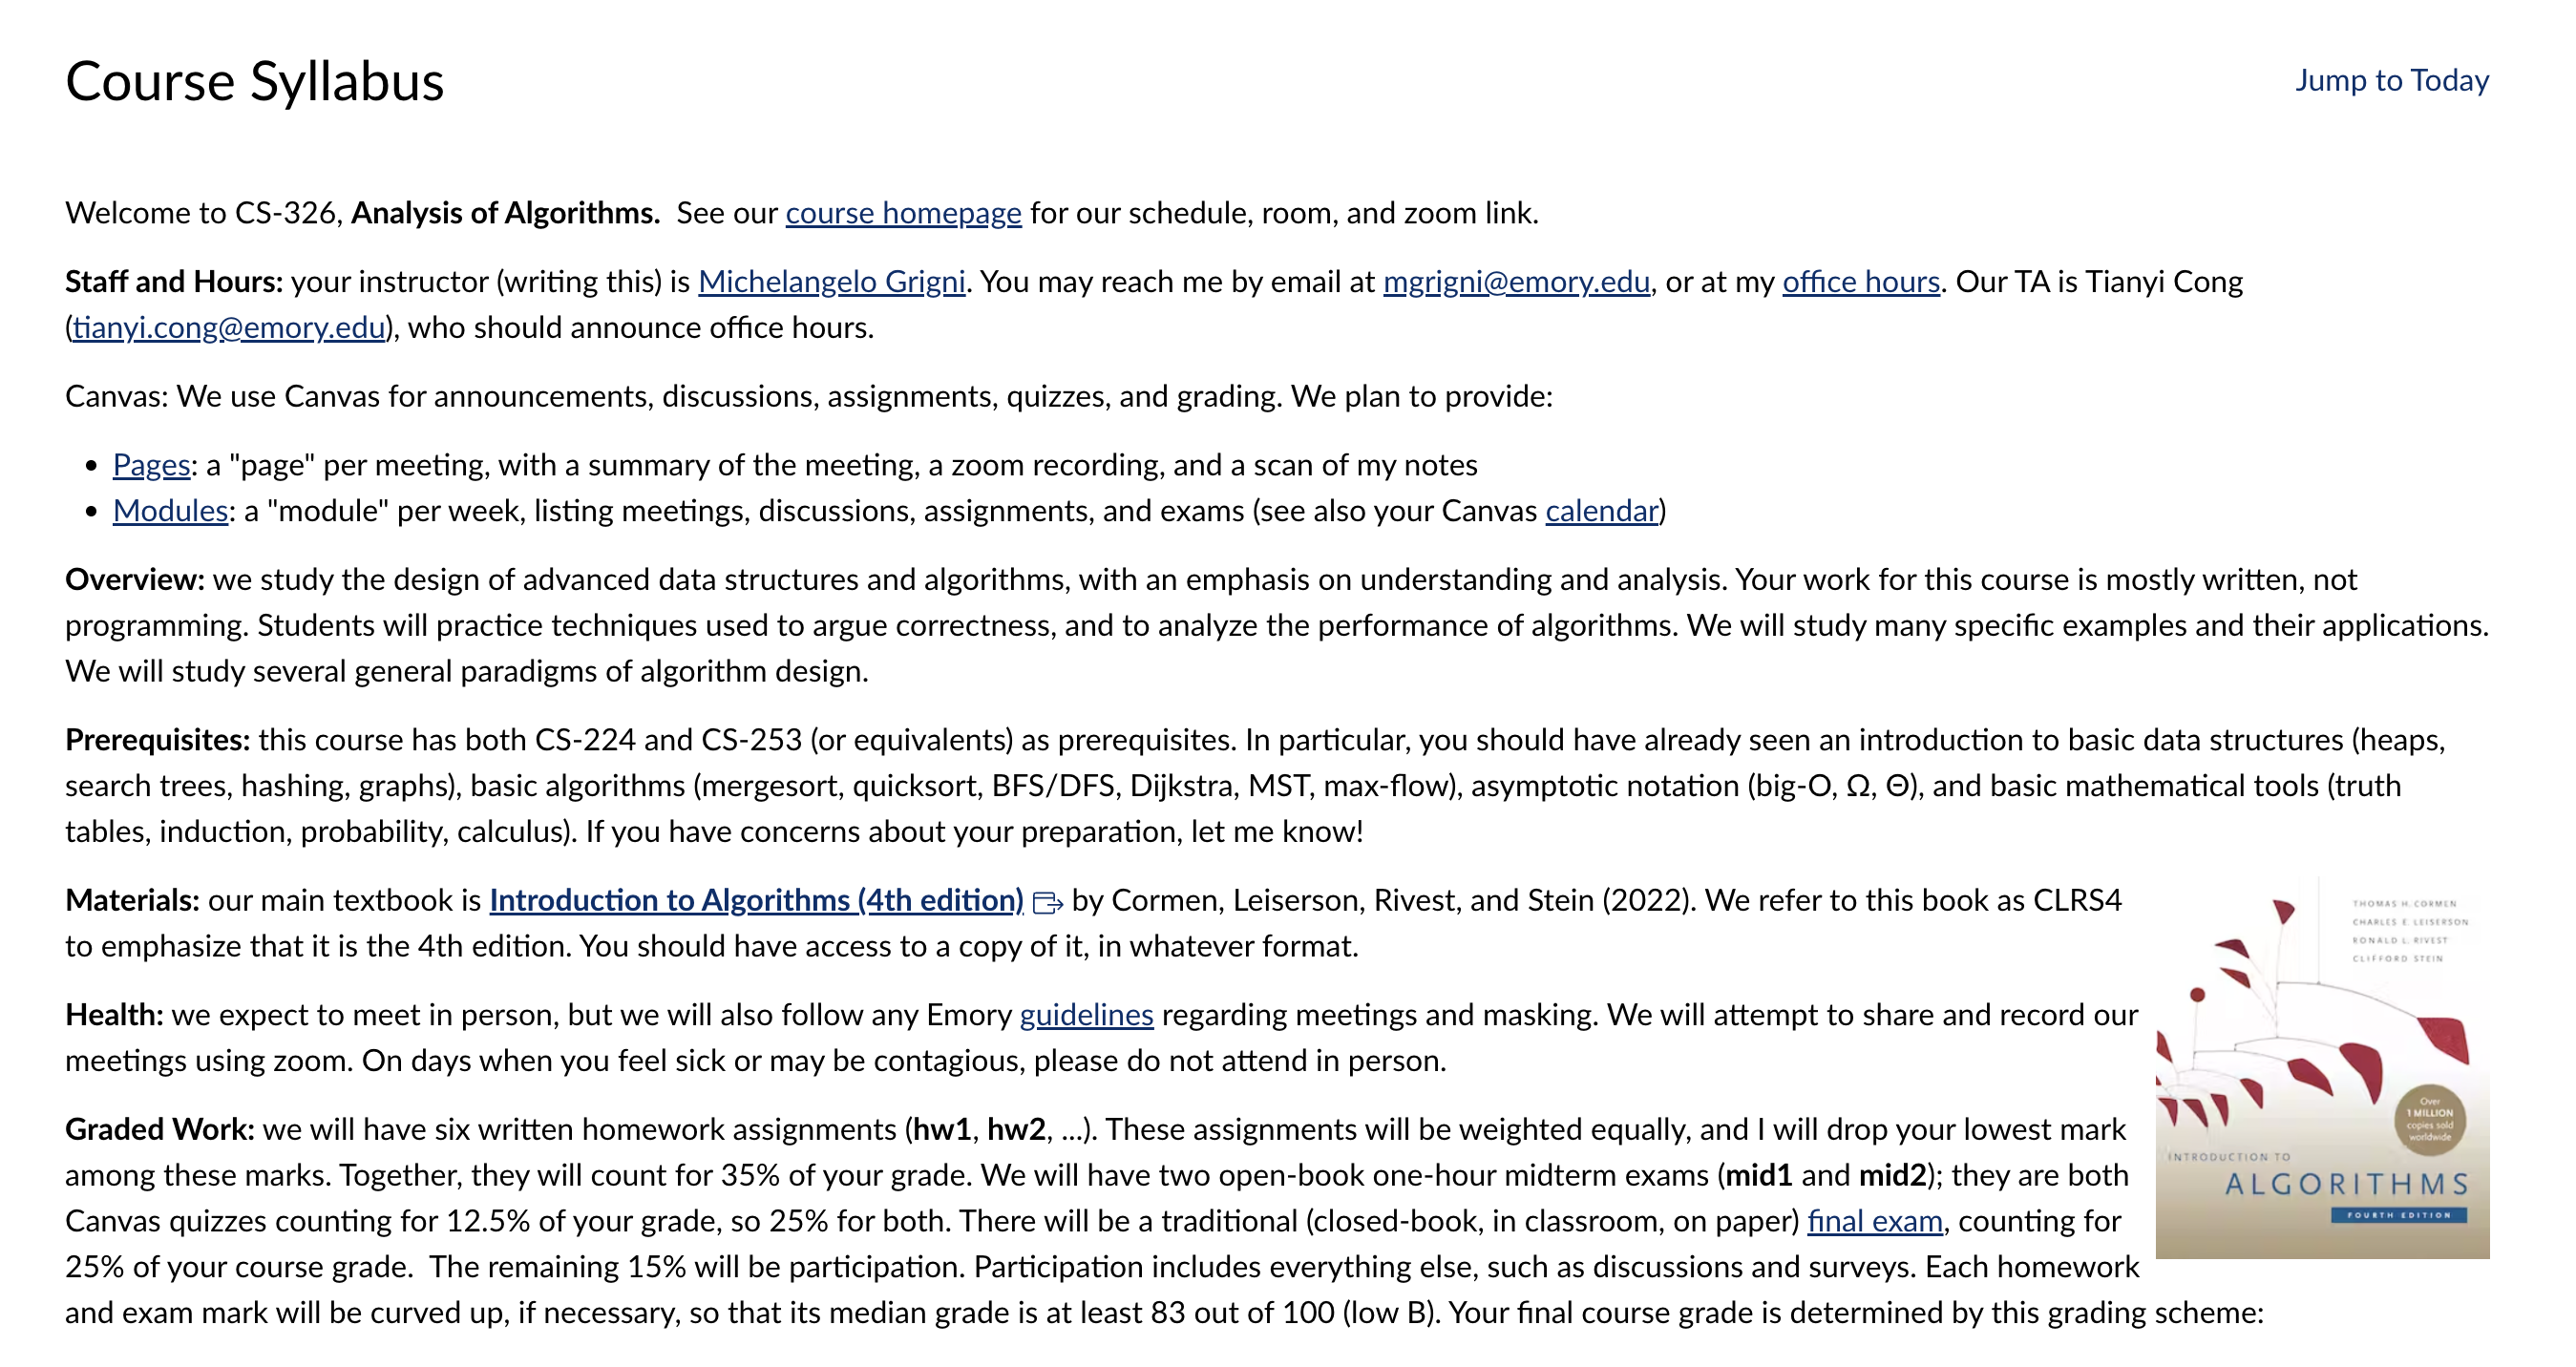 Course Syllabus
Jump to Today
Welcome to CS-326, Analysis of Algorithms.  See our course homepage for our schedule, room, and zoom link.
Staff and Hours: your instructor (writing this) is Michelangelo Grigni. You may reach me by email at mgrigni@emory.edu, or at my office hours. Our TA is Tianyi Cong
(tianyi.cong@emory.edu), who should announce office hours.
Canvas: We use Canvas for announcements, discussions, assignments, quizzes, and grading. We plan to provide:
• Pages: a "page" per meeting, with a summary of the meeting, a zoom recording, and a scan of my notes
• Modules: a "module" per week, listing meetings, discussions, assignments, and exams (see also your Canvas calendar)
Overview: we study the design of advanced data structures and algorithms, with an emphasis on understanding and analysis. Your work for this course is mostly written, not
programming. Students will practice techniques used to argue correctness, and to analyze the performance of algorithms. We will study many specific examples and their applications.
We will study several general paradigms of algorithm design.
Prerequisites: this course has both CS-224 and CS-253 (or equivalents) as prerequisites. In particular, you should have already seen an introduction to basic data structures (heaps,
search trees, hashing, graphs), basic algorithms (mergesort, quicksort, BFS/DFS, Dijkstra, MST, max-flow), asymptotic notation (big-O, Ω, Θ), and basic mathematical tools (truth
tables, induction, probability, calculus). If you have concerns about your preparation, let me know!
Materials: our main textbook is Introduction to Algorithms (4th edition) by Cormen, Leiserson, Rivest, and Stein (2022). We refer to this book as CLRS4
to emphasize that it is the 4th edition. You should have access to a copy of it, in whatever format.
Health: we expect to meet in person, but we will also follow any Emory guidelines regarding meetings and masking. We will attempt to share and record our
meetings using zoom. On days when you feel sick or may be contagious, please do not attend in person.
Graded Work: we will have six written homework assignments (hw1, hw2, ...). These assignments will be weighted equally, and I will drop your lowest mark
among these marks. Together, they will count for 35% of your grade. We will have two open-book one-hour midterm exams (mid1 and mid2); they are both
Canvas quizzes counting for 12.5% of your grade, so 25% for both. There will be a traditional (closed-book, in classroom, on paper) final exam, counting for
25% of your course grade.  The remaining 15% will be participation. Participation includes everything else, such as discussions and surveys. Each homework
and exam mark will be curved up, if necessary, so that its median grade is at least 83 out of 100 (low B). Your final course grade is determined by this grading scheme:
THOMAS H. CORMEN
CHARLES E. LEISERSON
RONALD L. RIVEST
CLIFFORD STEIN
Over
1 MILLION
copies sold
worldwide
INTRODUCTION TO
ALGORITHMS
FOURTH EDITION